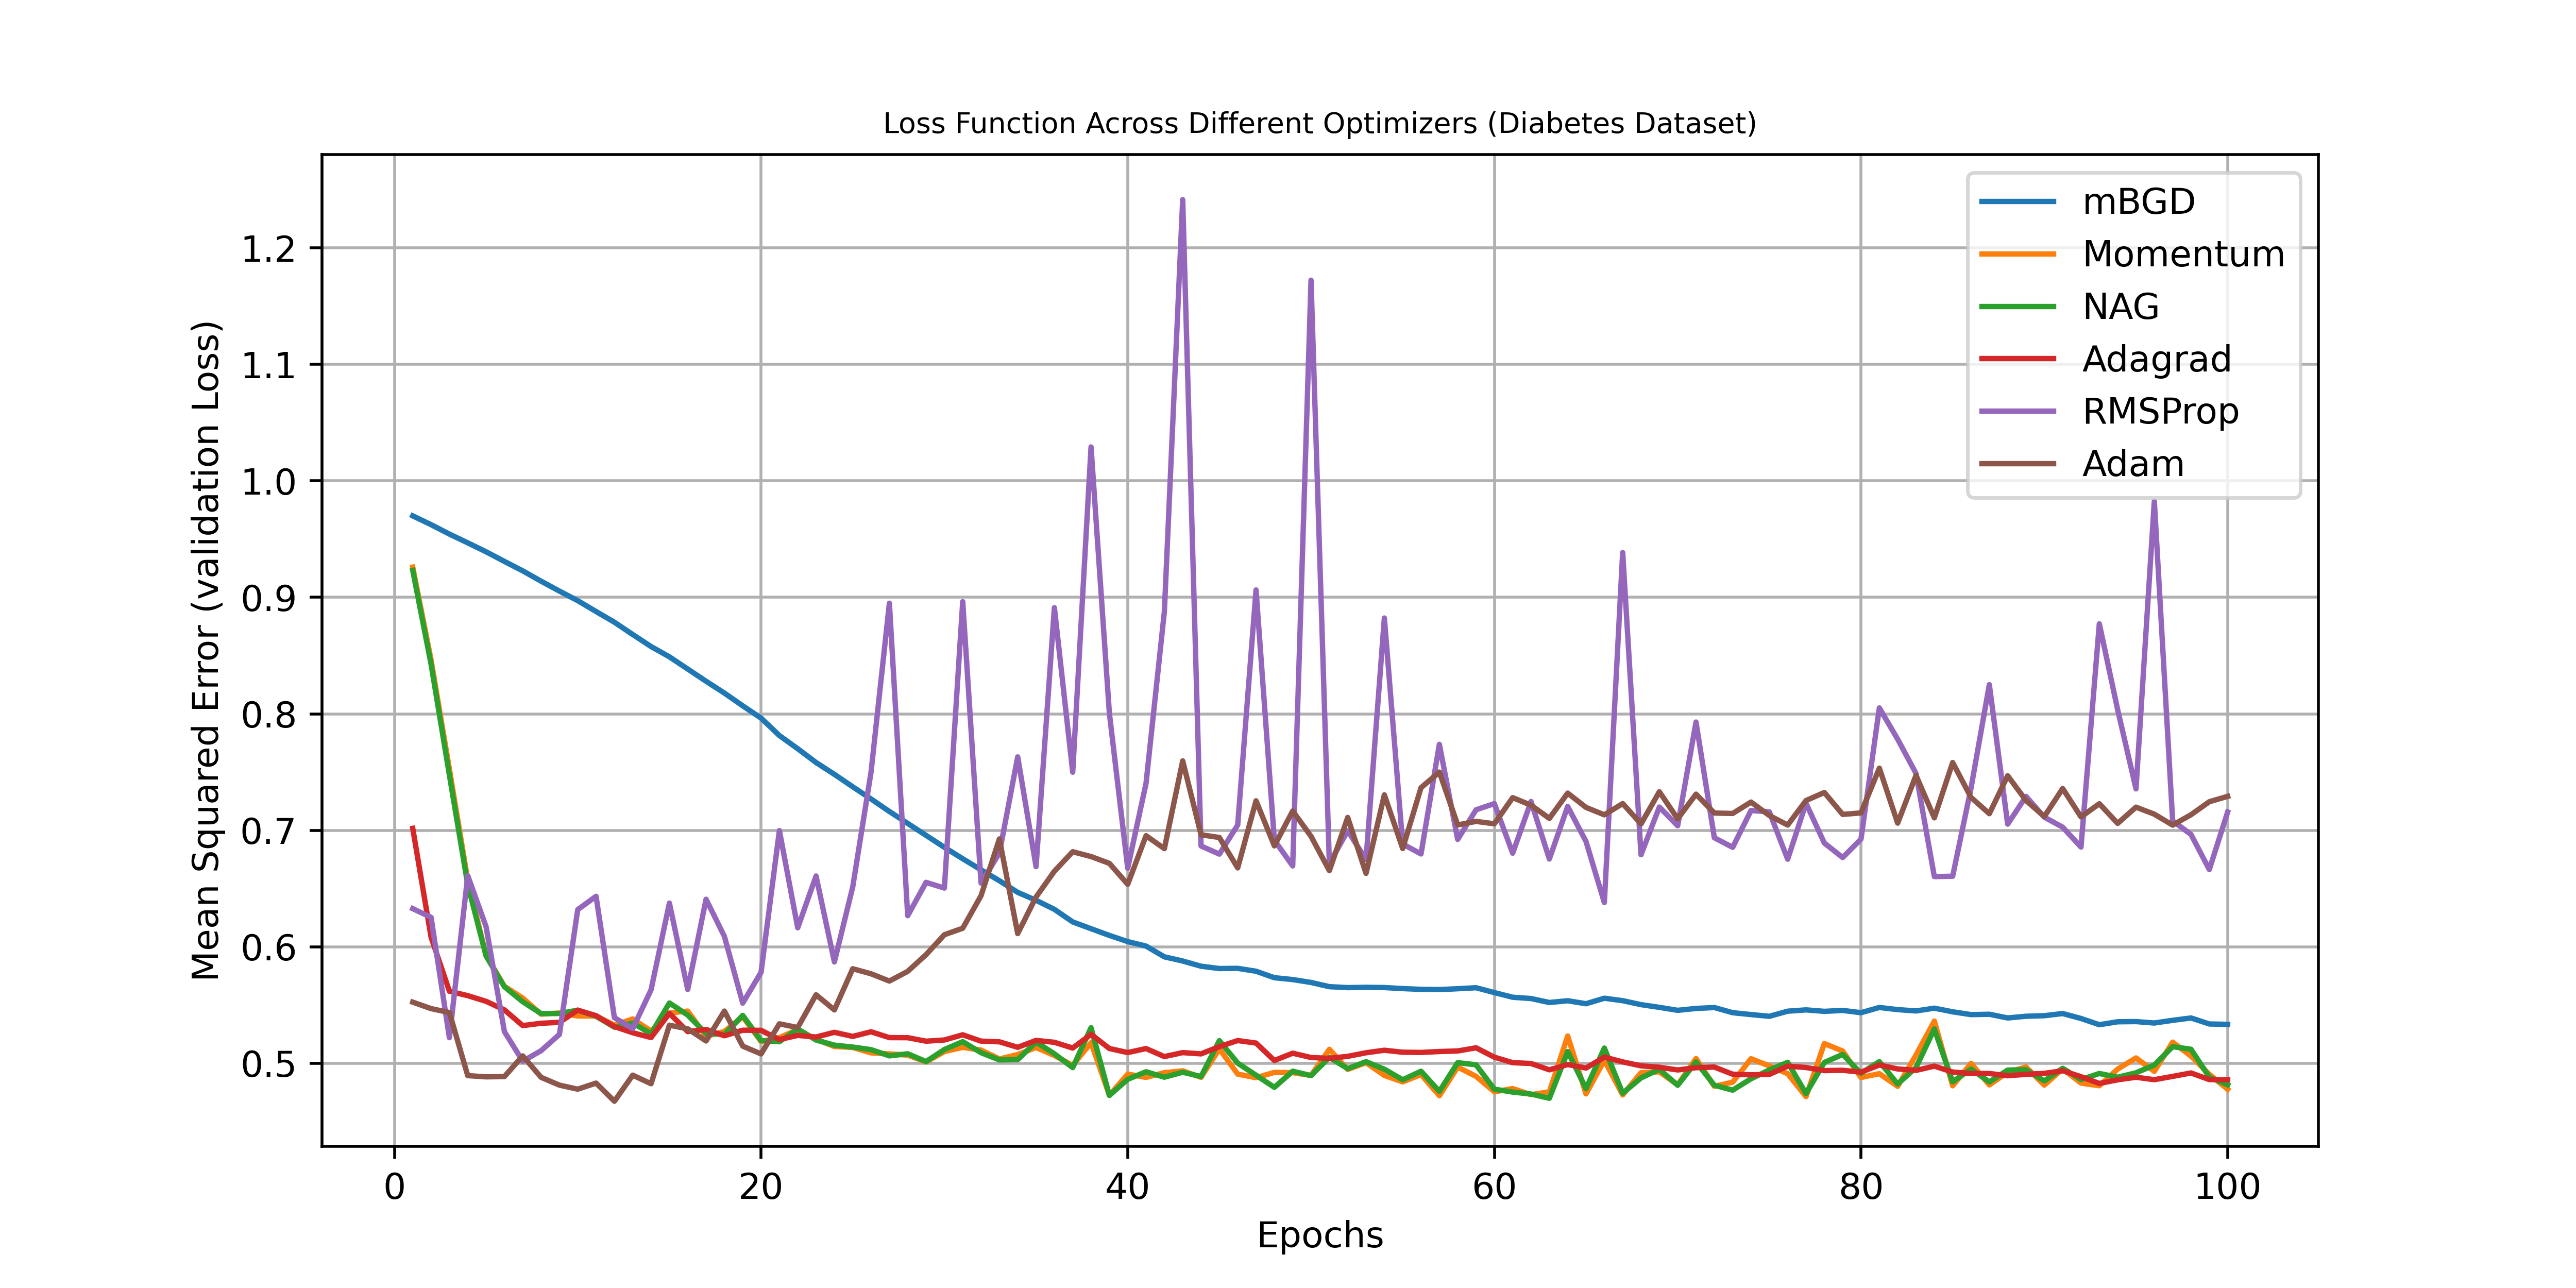 Loss Function Across Different Optimizers (Diabetes Dataset)
Mean Squared Error (validation Loss)
1.2
1.1
1.0
0.9
0.8
0.7
0.6
0.5
mBGD
Momentum
NAG
Adagrad
RMSProp
Adam
0 20 40 60 80 100
Epochs